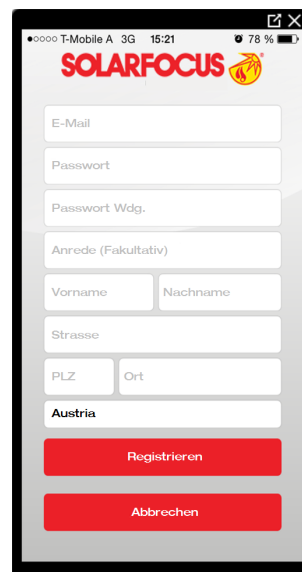 T-Mobile A 3G 15:21 78 %
SOLARFOCUS
E-Mail
Passwort
Passwort Wdg.
Anrede (Fakultativ)
Vorname Nachname
Strasse
PLZ Ort
Austria
Registrieren
Abbrechen